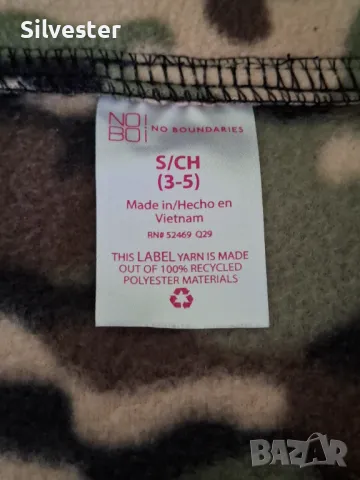 Silvester
NO!
BO!
NO BOUNDARIES
S/CH
(3-5)
Made in/Hecho en
Vietnam
RN# 52469 Q29
THIS LABEL YARN IS MADE
OUT OF 100% RECYCLED
POLYESTER MATERIALS
BAZAR